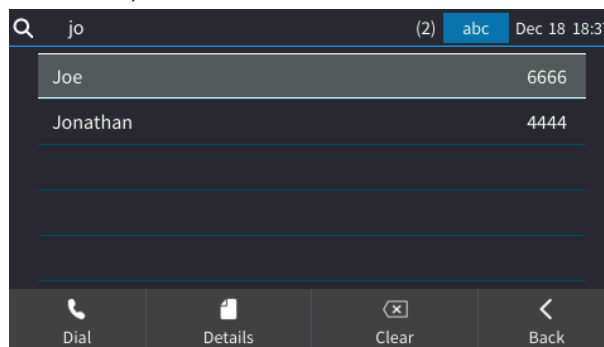 jo (2) abc Dec 18 18:37
Joe 6666
Jonathan 4444
Dial Details Clear Back